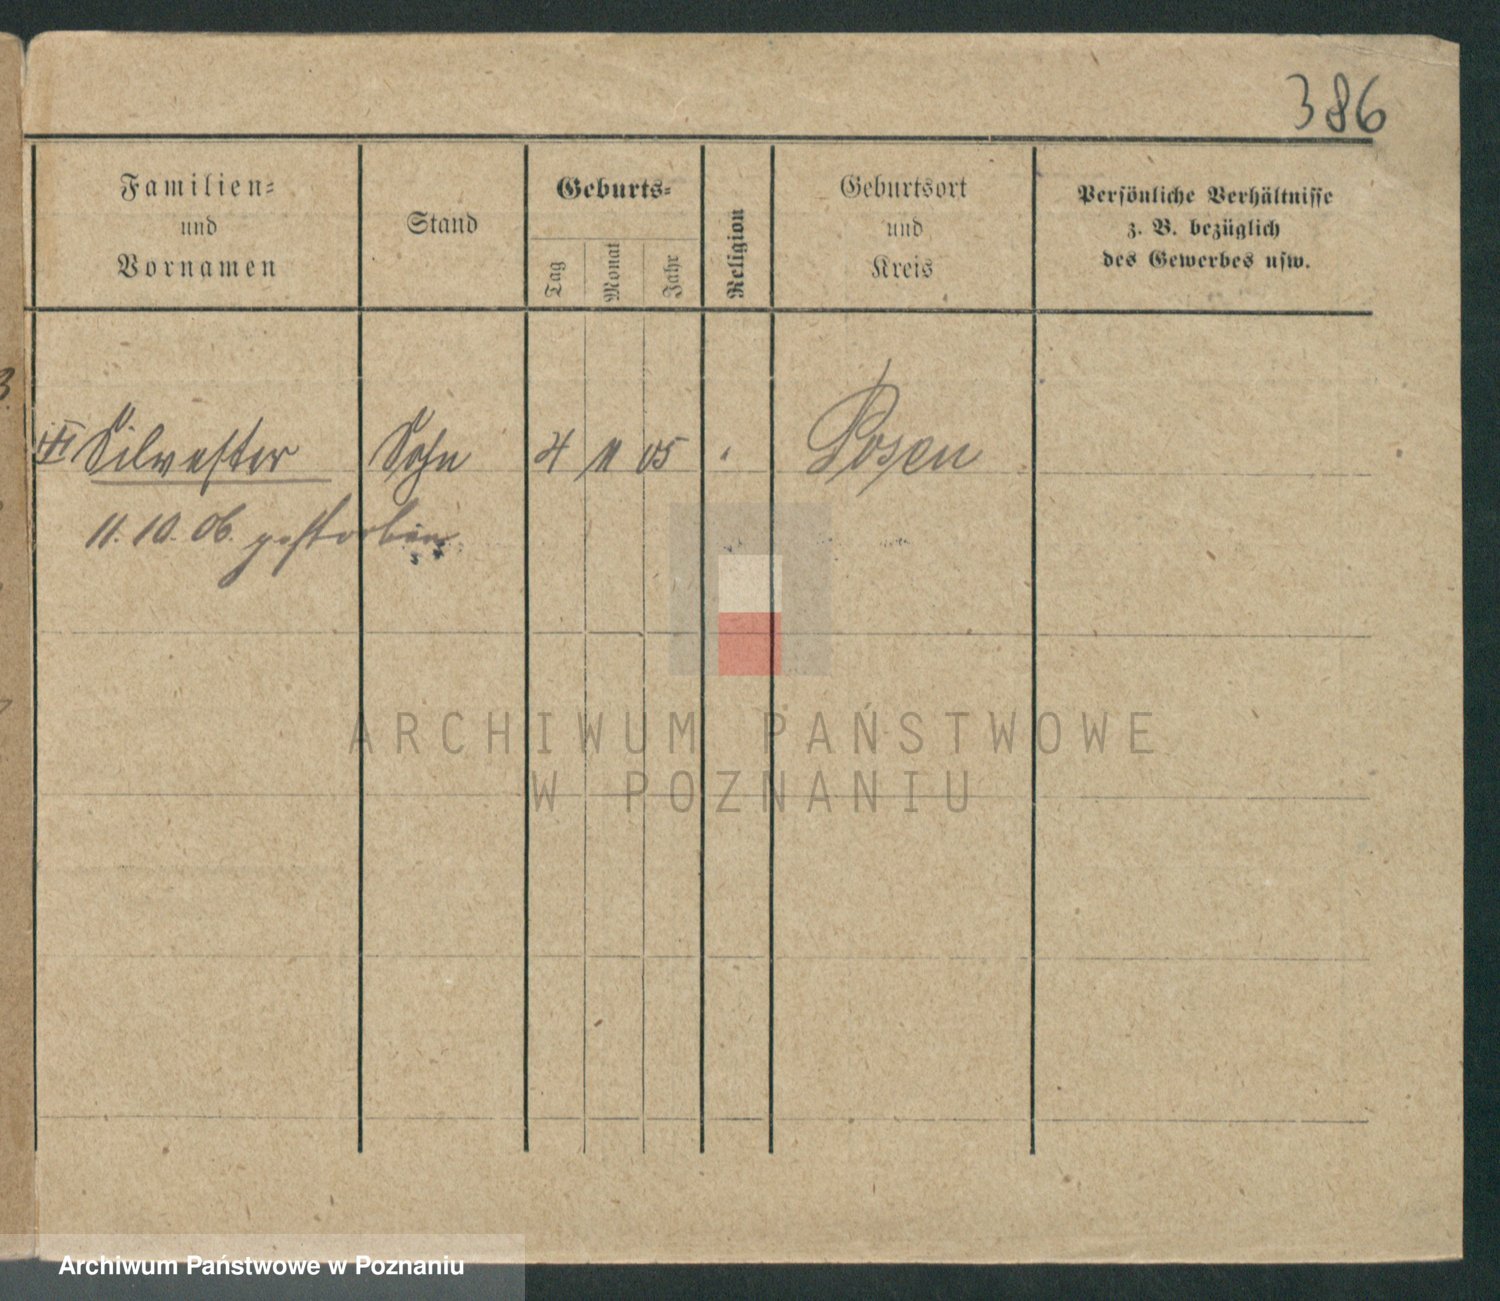 386
Familien-
und
Vornamen
Stand
Geburts-
Tag
Monat
Jahr
Religion
Geburtsort
und
Kreis
Persönliche Verhältnisse
z. B. bezüglich
des Gewerbes usw.
Silvester Sohn 4 11 05 " Posen
11. 10. 06. gestorben
ARCHIWUM PAŃSTWOWE
W POZNANIU
Archiwum Państwowe w Poznaniu